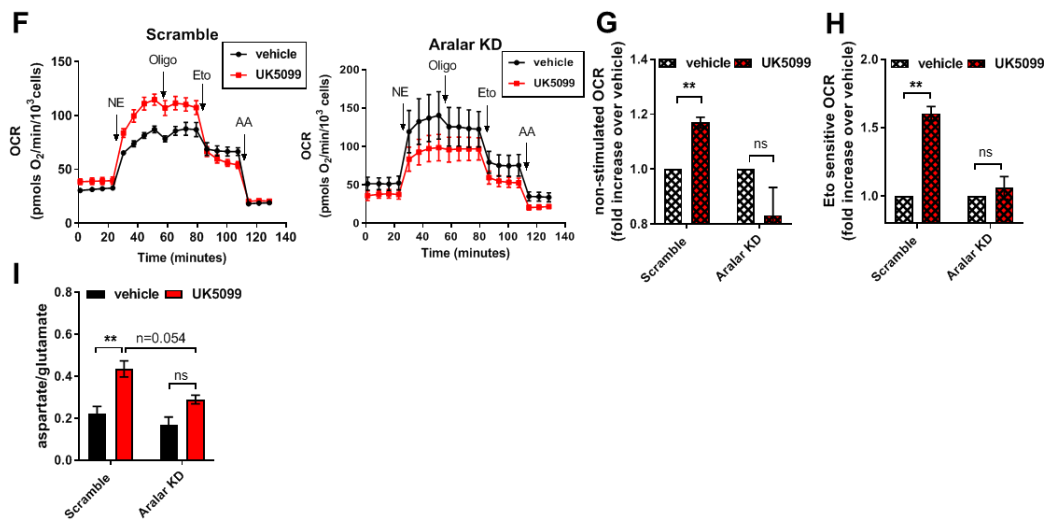 F
Scramble
vehicle
UK5099
NE
Oligo
Eto
AA
OCR
(pmols O2/min/10³cells)
150
100
50
0
0 20 40 60 80 100 120 140
Time (minutes)
Aralar KD
vehicle
UK5099
NE
Oligo
Eto
AA
OCR
(pmols O2/min/10³ cells)
200
150
100
50
0
0 20 40 60 80 100 120 140
Time (minutes)
G
vehicle UK5099
non-stimulated OCR
(fold increase over vehicle)
1.4
1.2
1.0
0.8
**
ns
Scramble
Aralar KD
H
vehicle UK5099
Eto sensitive OCR
(fold increase over vehicle)
2.0
1.5
1.0
**
ns
Scramble
Aralar KD
I
vehicle UK5099
aspartate/glutamate
0.8
0.6
0.4
0.2
0.0
**
n=0.054
ns
Scramble
Aralar KD